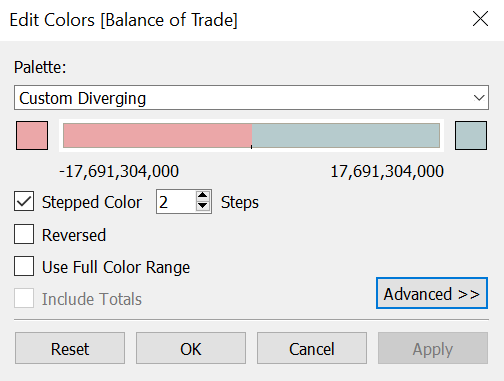 Edit Colors [Balance of Trade]
Palette:
Custom Diverging
-17,691,304,000 17,691,304,000
Stepped Color 2 Steps
Reversed
Use Full Color Range
Include Totals
Advanced >>
Reset OK Cancel Apply